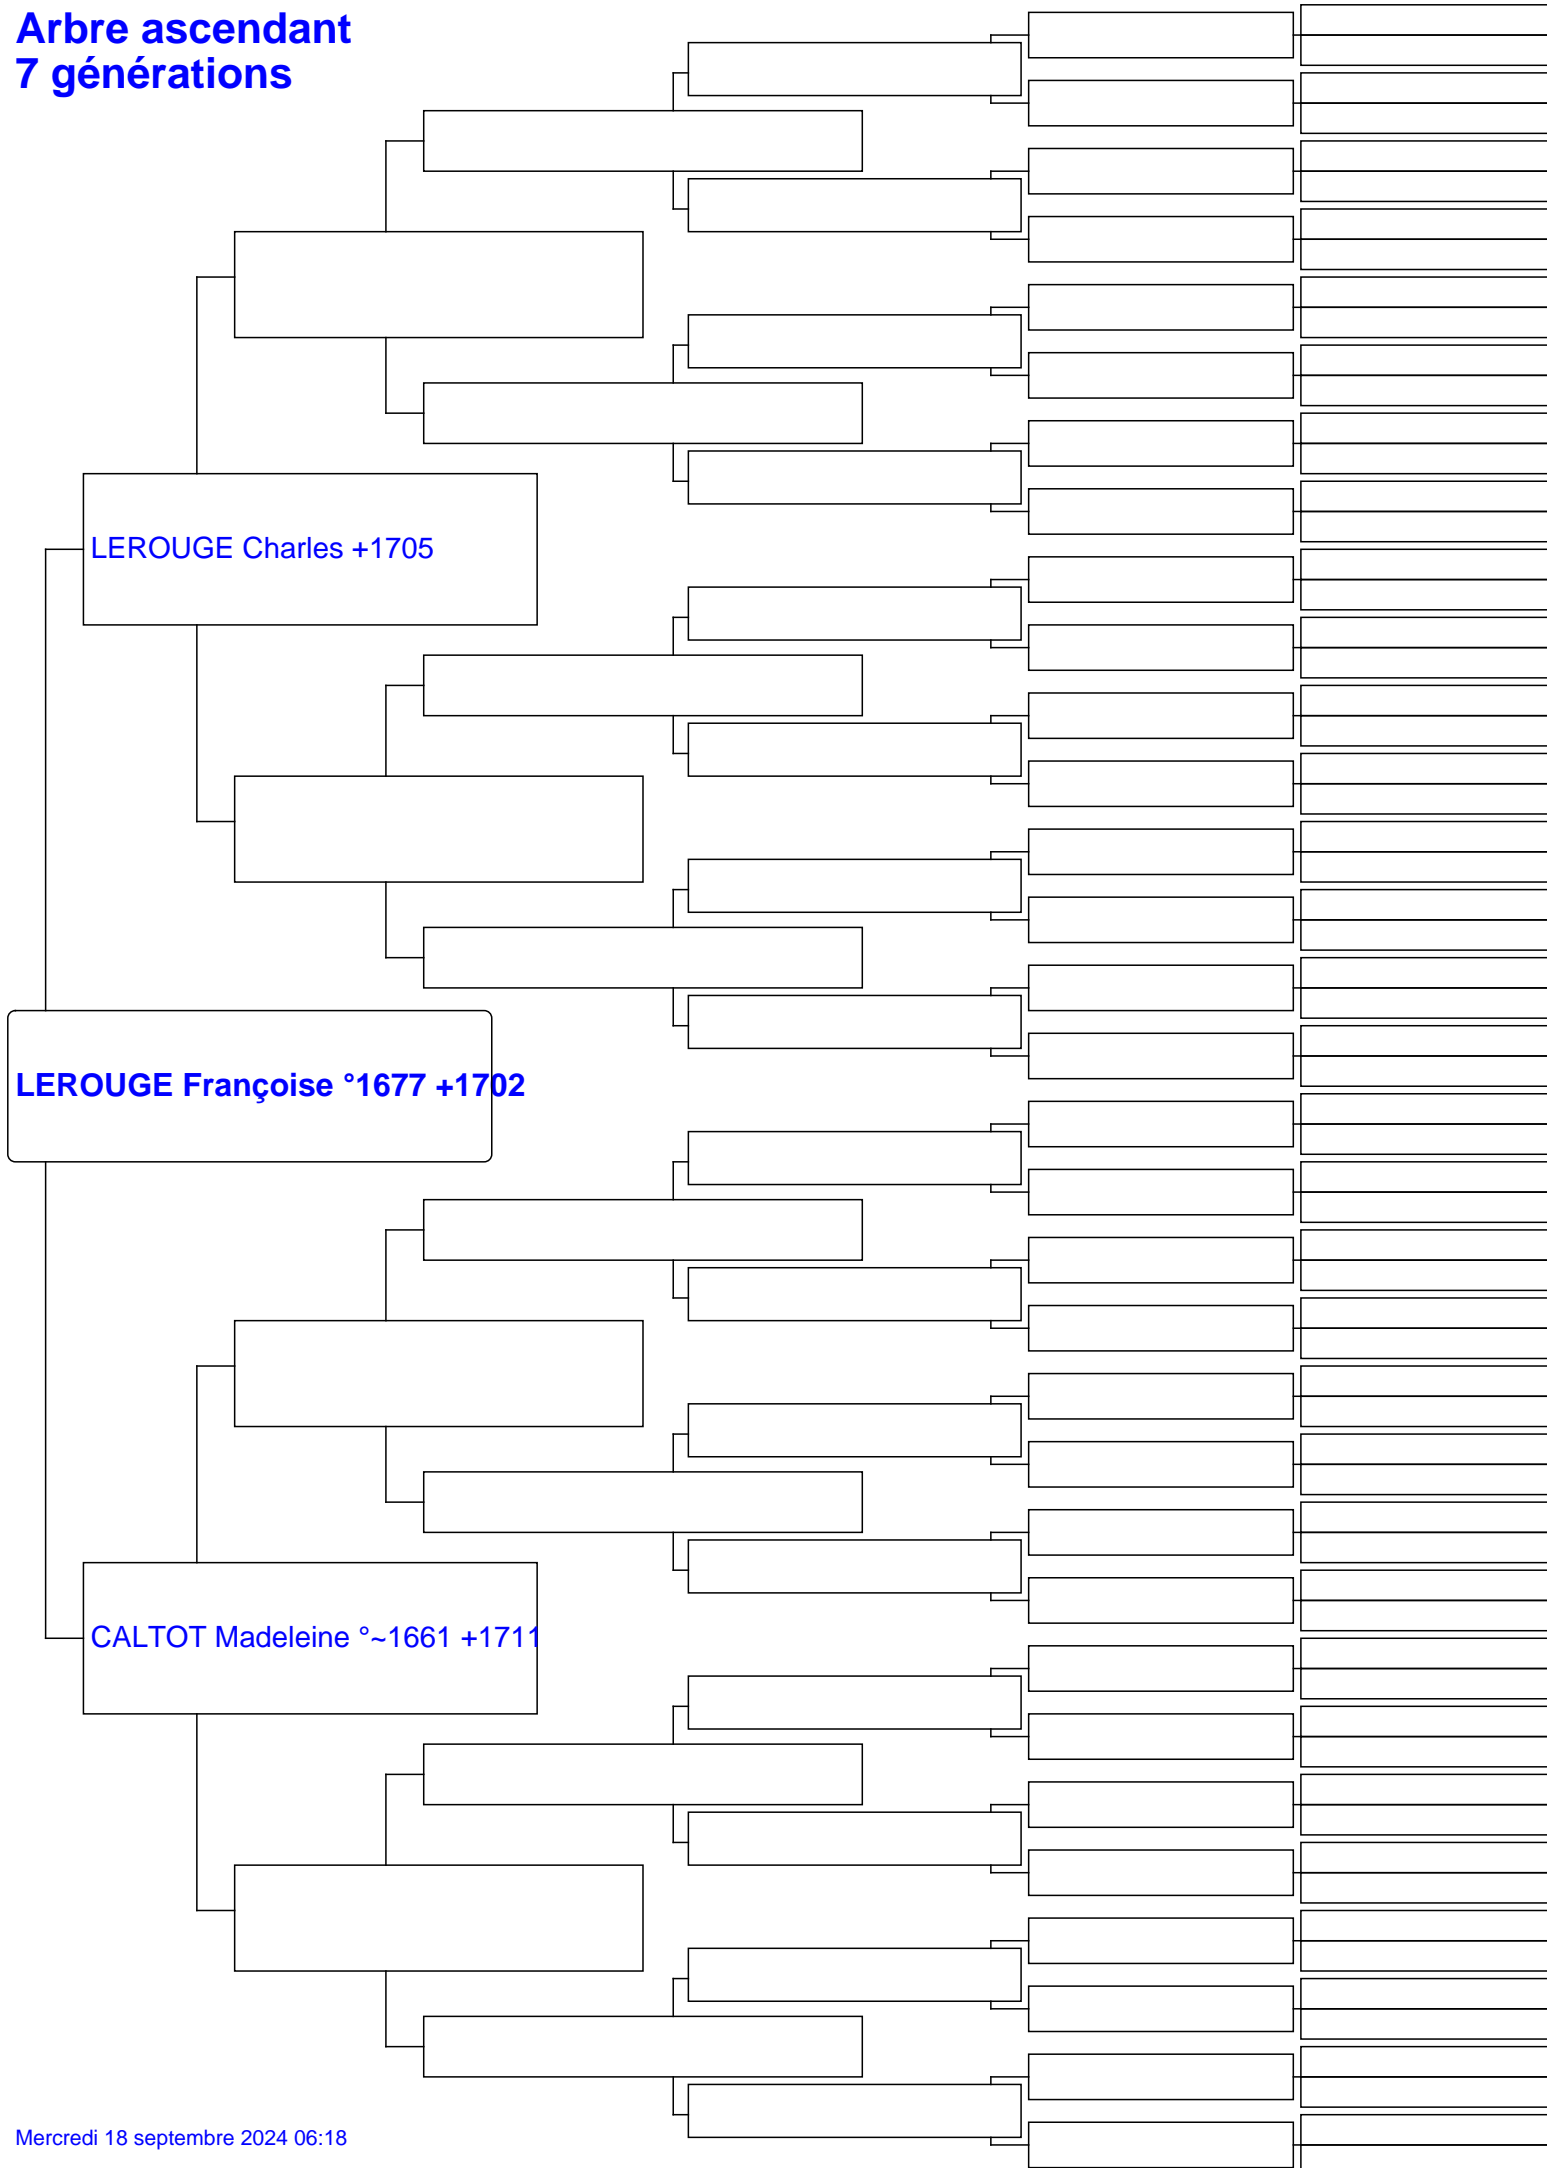 Arbre ascendant
7 générations
LEROUGE Charles +1705
LEROUGE Françoise °1677 +1702
CALTOT Madeleine °~1661 +1711
Mercredi 18 septembre 2024 06:18